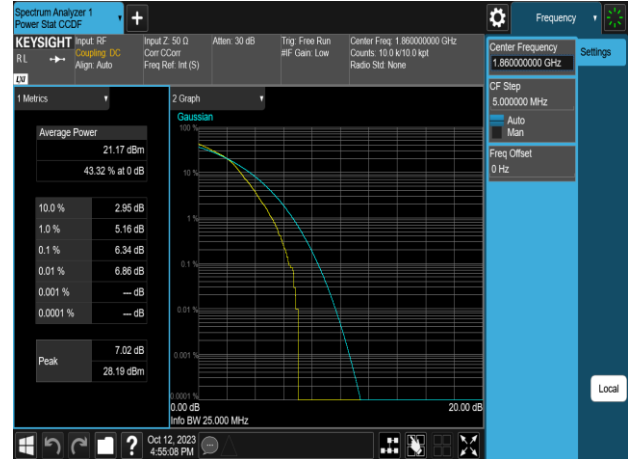 Spectrum Analyzer 1
Power Stat CCDF
+
Frequency
KEYSIGHT
RL
LXI
Input: RF
Coupling: DC
Align: Auto
Input Z: 50 Ω
Corr CCorr
Freq Ref: Int (S)
Atten: 30 dB
Trig: Free Run
#IF Gain: Low
Center Freq: 1.860000000 GHz
Counts: 10.0 k/10.0 kpt
Radio Std: None
Center Frequency
1.860000000 GHz
Settings
CF Step
5.000000 MHz
Auto
Man
Freq Offset
0 Hz
1 Metrics
Average Power
21.17 dBm
43.32 % at 0 dB
10.0 % 2.95 dB
1.0 % 5.16 dB
0.1 % 6.34 dB
0.01 % 6.86 dB
0.001 % --- dB
0.0001 % --- dB
Peak
7.02 dB
28.19 dBm
2 Graph
Gaussian
100 %
10 %
1 %
0.1 %
0.01 %
0.001 %
0.0001 %
0.00 dB 20.00 dB
Info BW 25.000 MHz
Local
?
Oct 12, 2023
4:55:08 PM